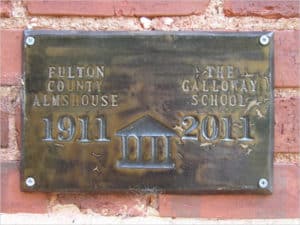 FULTON
COUNTY
ALMSHOUSE
1911
THE
GALLOWAY
SCHOOL
2011